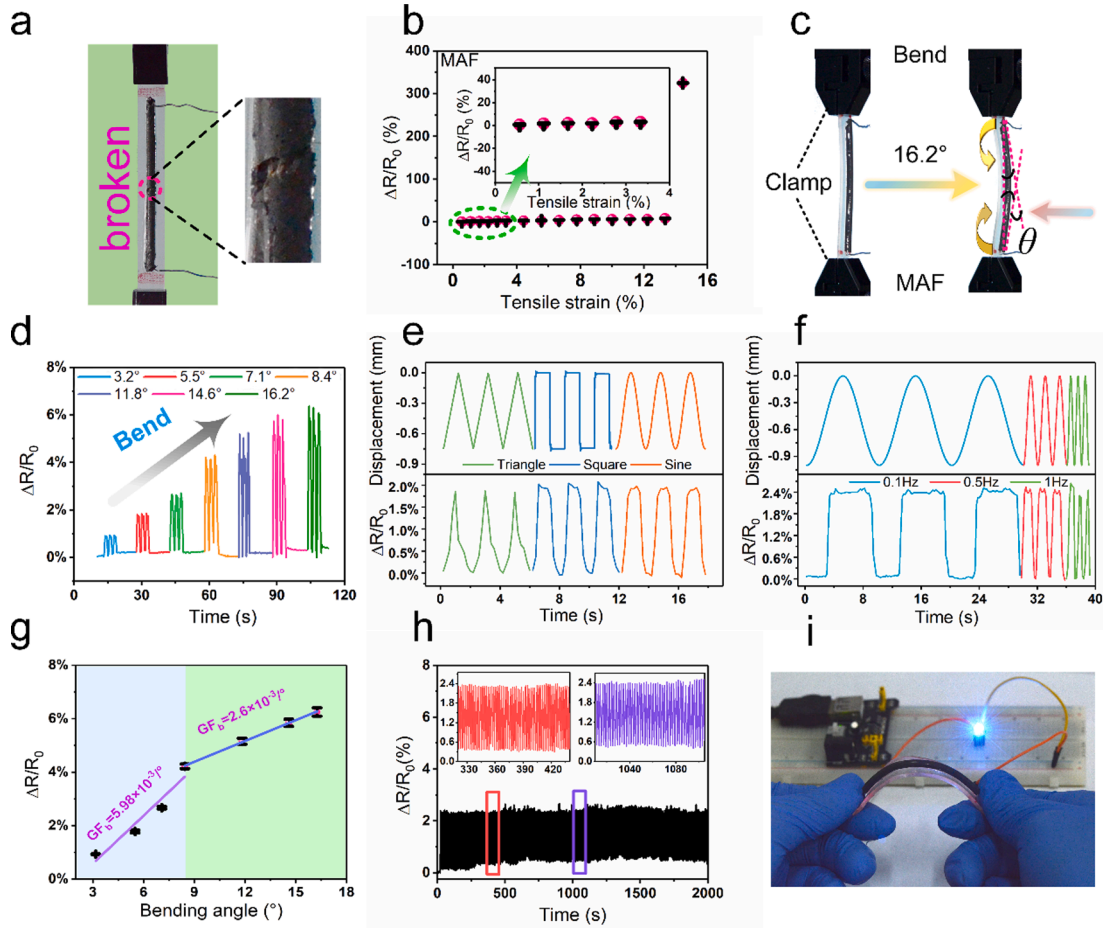 a
broken
b
MAF
ΔR/R0 (%)
400
300
200
100
0
-100
0 2 4 6 8 10 12 14 16
Tensile strain (%)
ΔR/R0 (%)
40
20
0
-20
-40
0 1 2 3 4
Tensile strain (%)
c
Bend
Clamp
16.2°
θ
MAF
d
ΔR/R0
8%
6%
4%
2%
0%
3.2° 5.5° 7.1° 8.4°
11.8° 14.6° 16.2°
Bend
0 30 60 90 120
Time (s)
e
Displacement (mm)
0.0
-0.3
-0.6
-0.9
Triangle Square Sine
ΔR/R0
2.0%
1.5%
1.0%
0.5%
0.0%
0 4 8 12 16
Time (s)
f
Displacement (mm)
0.0
-0.3
-0.6
-0.9
0.1Hz 0.5Hz 1Hz
ΔR/R0
2.4%
1.8%
1.2%
0.6%
0.0%
0 8 16 24 32 40
Time (s)
g
ΔR/R0
8%
6%
4%
2%
0%
GFb=5.98×10-3/°
GFb=2.6×10-3/°
3 6 9 12 15 18
Bending angle (°)
h
ΔR/R0(%)
8
6
4
2
0
2.4
1.8
1.2
0.6
0.0
330 360 390 420
2.4
1.8
1.2
0.6
0.0
1040 1080
0 500 1000 1500 2000
Time (s)
i